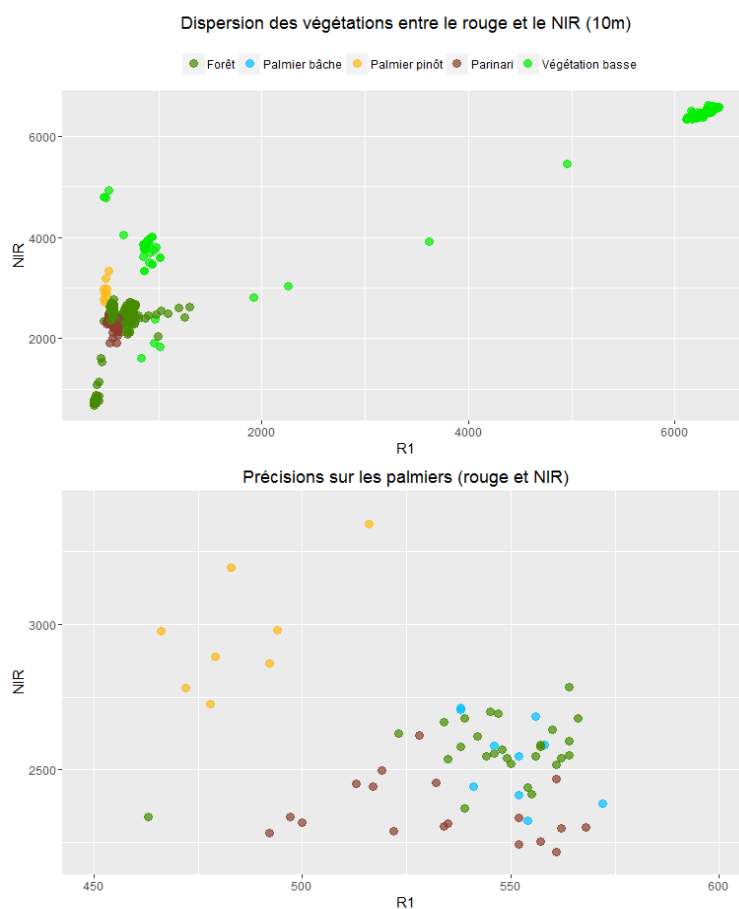 Dispersion des végétations entre le rouge et le NIR (10m)
Forêt Palmier bâche Palmier pinôt Parinari Végétation basse
6000
4000
2000
NIR
2000 4000 6000
R1
Précisions sur les palmiers (rouge et NIR)
3000
2500
NIR
450 500 550 600
R1